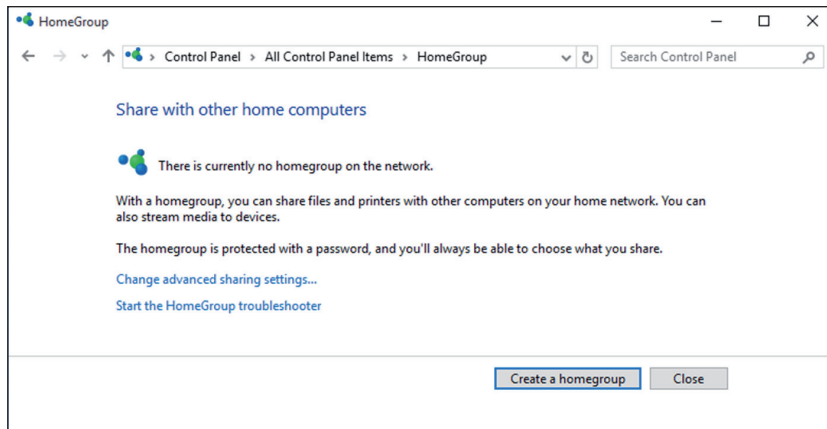 HomeGroup
Control Panel > All Control Panel Items > HomeGroup
Search Control Panel
Share with other home computers
There is currently no homegroup on the network.
With a homegroup, you can share files and printers with other computers on your home network. You can
also stream media to devices.
The homegroup is protected with a password, and you'll always be able to choose what you share.
Change advanced sharing settings...
Start the HomeGroup troubleshooter
Create a homegroup
Close